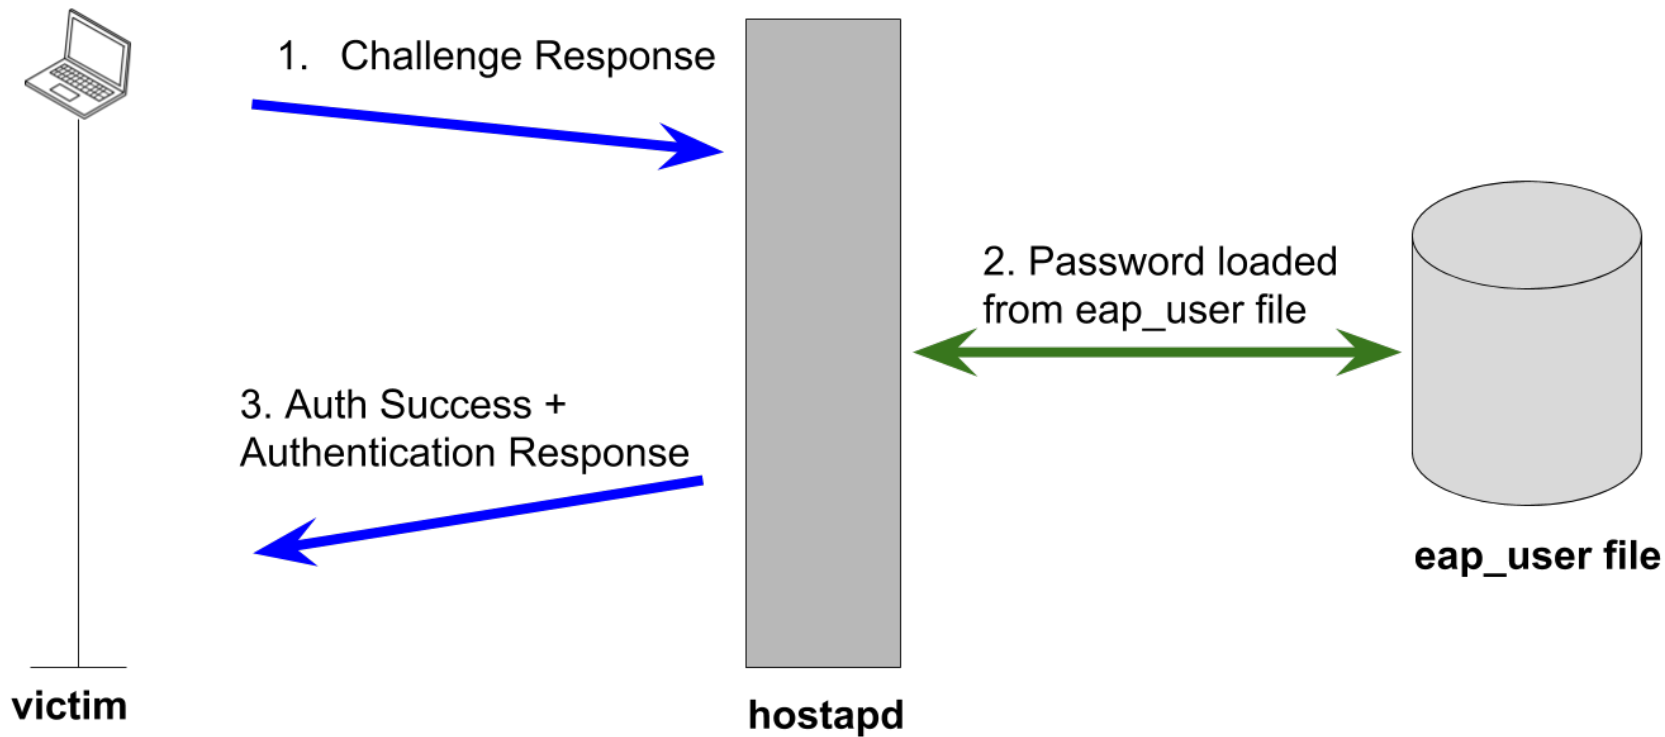 1. Challenge Response
2. Password loaded
from eap_user file
3. Auth Success +
Authentication Response
eap_user file
victim
hostapd